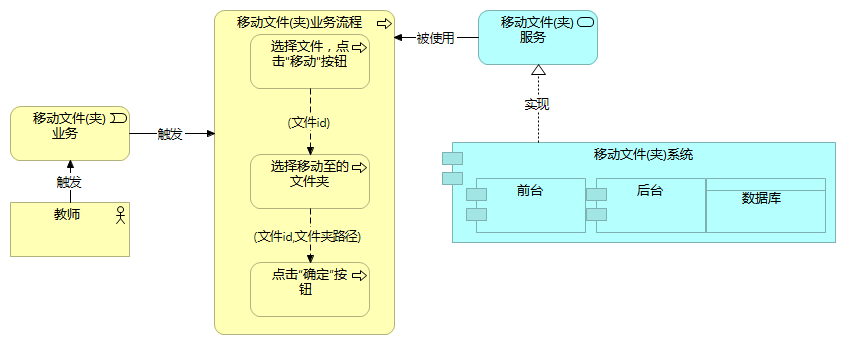 移动文件(夹)业务流程
选择文件，点
击“移动”按钮
(文件id)
选择移动至的
文件夹
(文件id,文件夹路径)
点击“确定”按
钮
移动文件(夹)
业务
触发
触发
教师
被使用
移动文件(夹)
服务
实现
移动文件(夹)系统
前台
后台
数据库